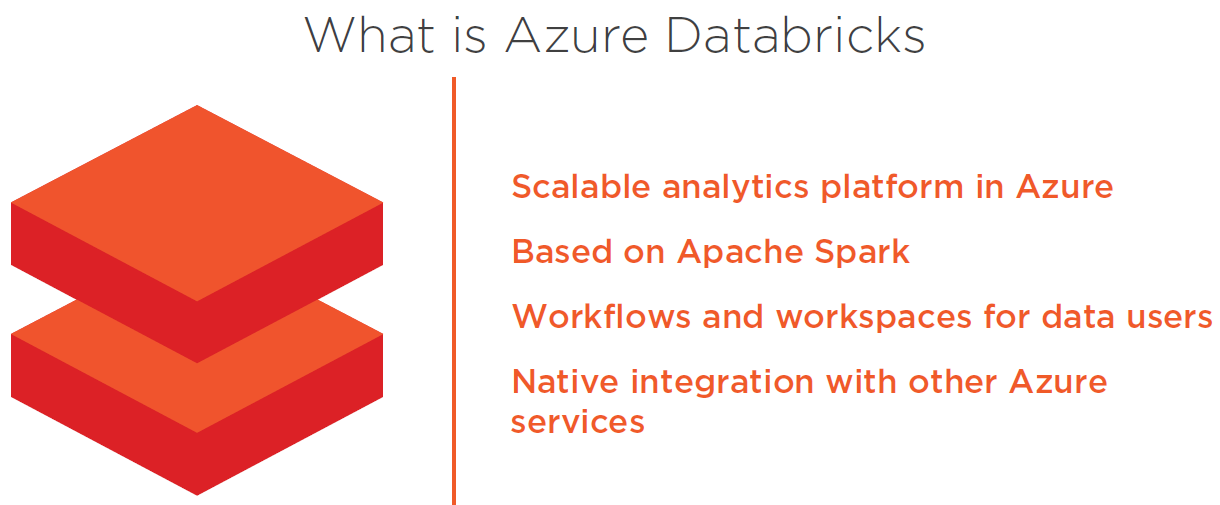 What is Azure Databricks
Scalable analytics platform in Azure
Based on Apache Spark
Workflows and workspaces for data users
Native integration with other Azure
services